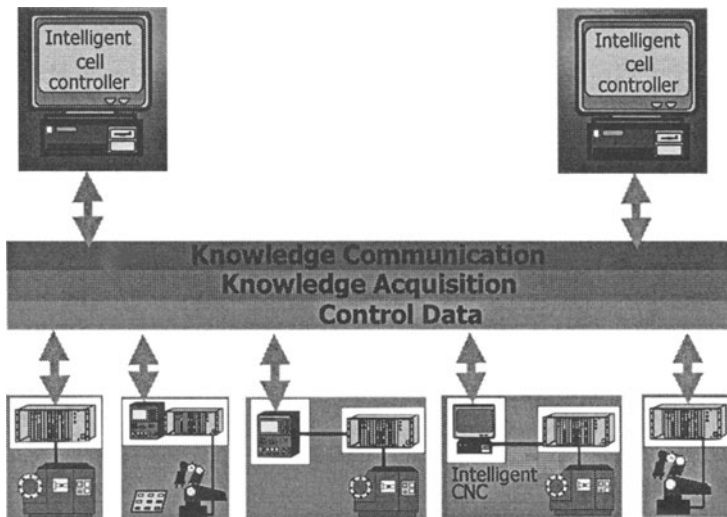 Intelligent
cell
controller
Intelligent
cell
controller
Knowledge Communication
Knowledge Acquisition
Control Data
Intelligent
CNC